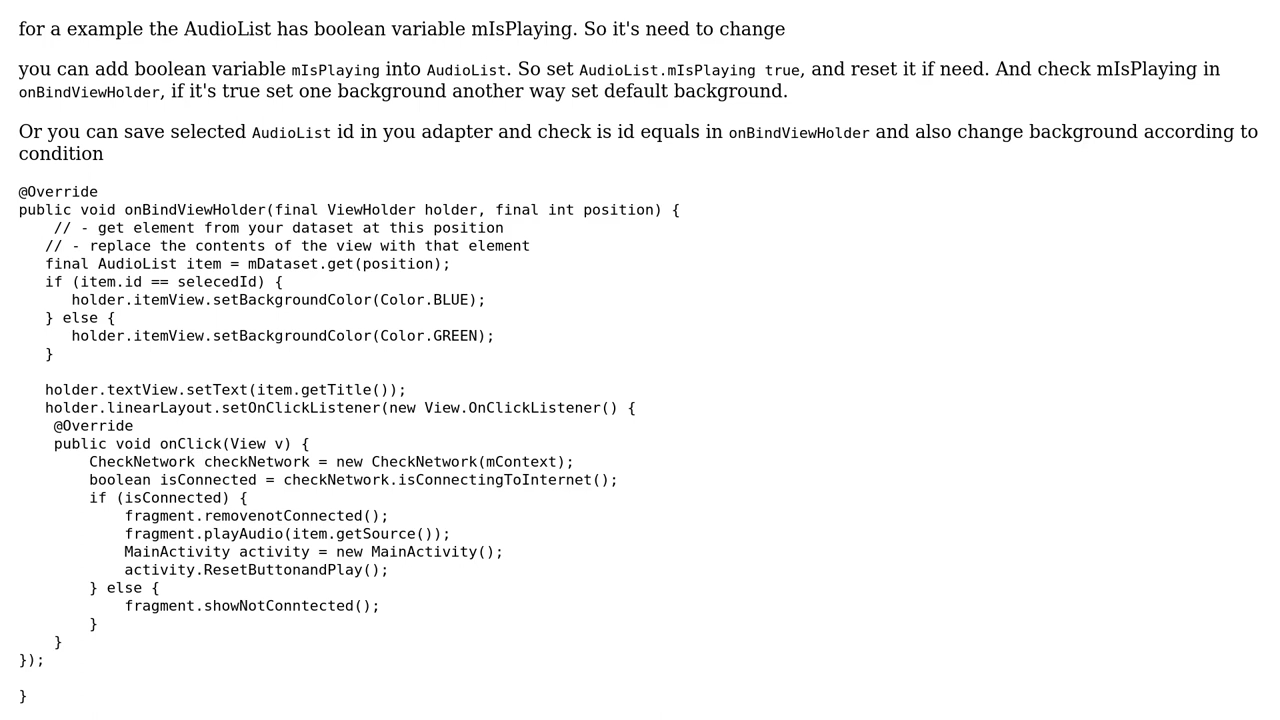 for a example the AudioList has boolean variable mIsPlaying. So it's need to change
you can add boolean variable mIsPlaying into AudioList. So set AudioList.mIsPlaying true, and reset it if need. And check mIsPlaying in
onBindViewHolder, if it's true set one background another way set default background.
Or you can save selected AudioList id in you adapter and check is id equals in onBindViewHolder and also change background according to
condition
@Override
public void onBindViewHolder(final ViewHolder holder, final int position) {
    // - get element from your dataset at this position
   // - replace the contents of the view with that element
   final AudioList item = mDataset.get(position);
   if (item.id == selecedId) {
      holder.itemView.setBackgroundColor(Color.BLUE);
   } else {
      holder.itemView.setBackgroundColor(Color.GREEN);
   }

   holder.textView.setText(item.getTitle());
   holder.linearLayout.setOnClickListener(new View.OnClickListener() {
    @Override
    public void onClick(View v) {
        CheckNetwork checkNetwork = new CheckNetwork(mContext);
        boolean isConnected = checkNetwork.isConnectingToInternet();
        if (isConnected) {
            fragment.removenotConnected();
            fragment.playAudio(item.getSource());
            MainActivity activity = new MainActivity();
            activity.ResetButtonandPlay();
        } else {
            fragment.showNotConntected();
        }
    }
});

}